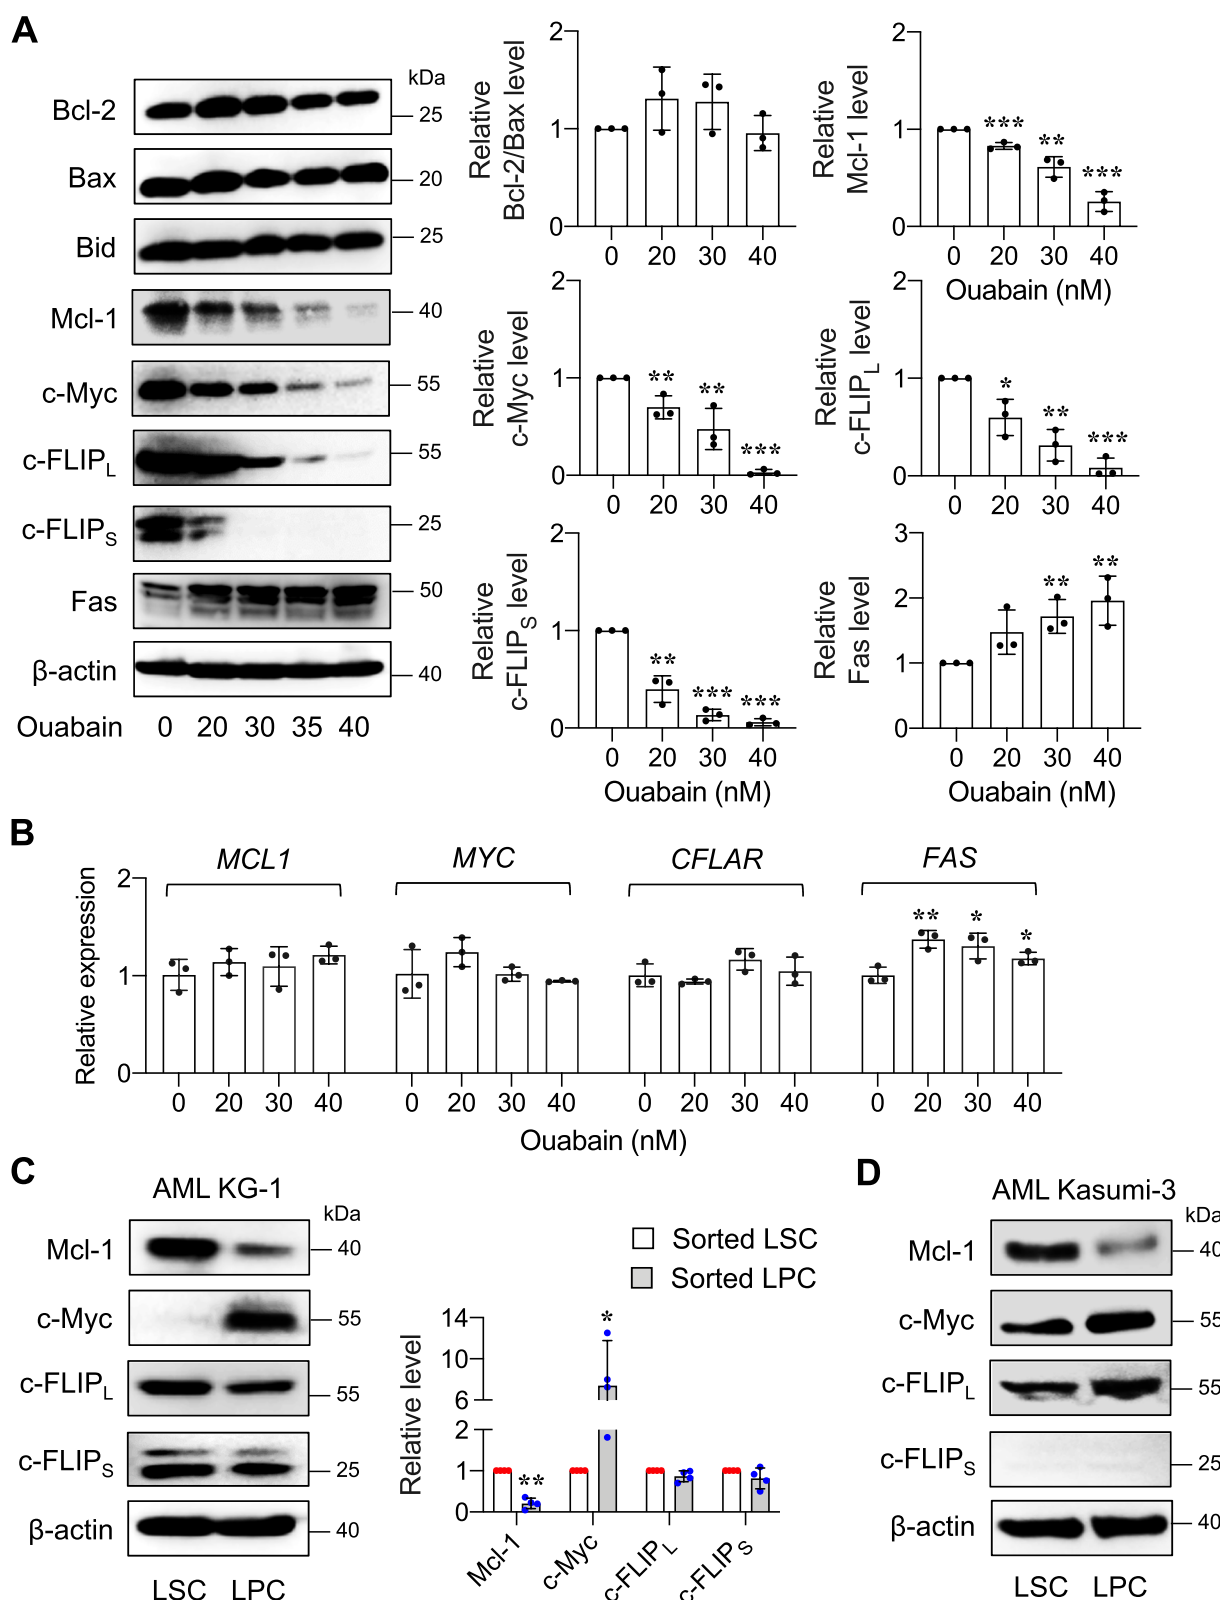 A
kDa
Bcl-2
25
Bax
20
Bid
25
Mcl-1
40
c-Myc
55
c-FLIPL
55
c-FLIPS
25
Fas
50
β-actin
40
Ouabain 0 20 30 35 40
Relative
Bcl-2/Bax level
2
1
0
0 20 30 40
Relative
Mcl-1 level
2
1
0
*** ** ***
0 20 30 40
Ouabain (nM)
Relative
c-Myc level
2
1
0
** ** ***
0 20 30 40
Relative
c-FLIPL level
2
1
0
* ** ***
0 20 30 40
Relative
c-FLIPS level
2
1
0
** *** ***
0 20 30 40
Ouabain (nM)
Relative
Fas level
3
2
1
0
** **
0 20 30 40
Ouabain (nM)
B
MCL1 MYC CFLAR FAS
Relative expression
2
1
0
** * *
0 20 30 40 0 20 30 40 0 20 30 40 0 20 30 40
Ouabain (nM)
C
AML KG-1
kDa
Mcl-1
40
c-Myc
55
c-FLIPL
55
c-FLIPS
25
β-actin
40
LSC LPC
Sorted LSC
Sorted LPC
Relative level
14
10
6
2
1
0
** *
Mcl-1
c-Myc
c-FLIPL
c-FLIPS
D
AML Kasumi-3
kDa
Mcl-1
40
c-Myc
55
c-FLIPL
55
c-FLIPS
25
β-actin
40
LSC LPC